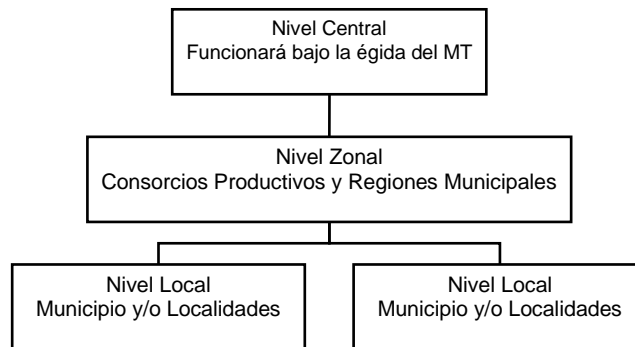 Nivel Central
Funcionará bajo la égida del MT
Nivel Zonal
Consorcios Productivos y Regiones Municipales
Nivel Local
Municipio y/o Localidades
Nivel Local
Municipio y/o Localidades